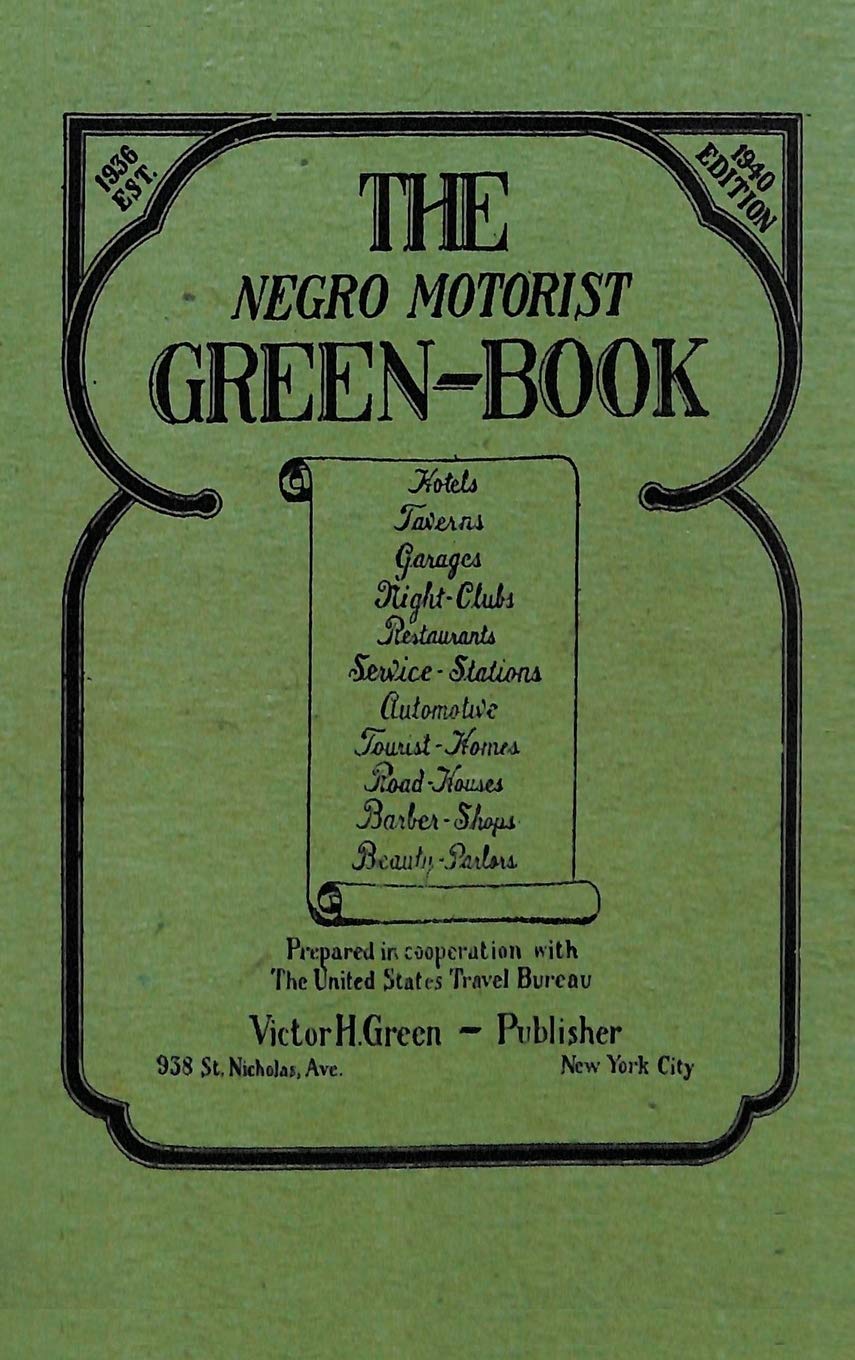 1936
EST.
1940
EDITION
THE
NEGRO MOTORIST
GREEN-BOOK
Hotels
Taverns
Garages
Night-Clubs
Restaurants
Service-Stations
Automotive
Tourist-Homes
Road-Houses
Barber-Shops
Beauty-Parlors
Prepared in cooperation with
The United States Travel Bureau
Victor H. Green - Publisher
938 St. Nicholas, Ave. New York City